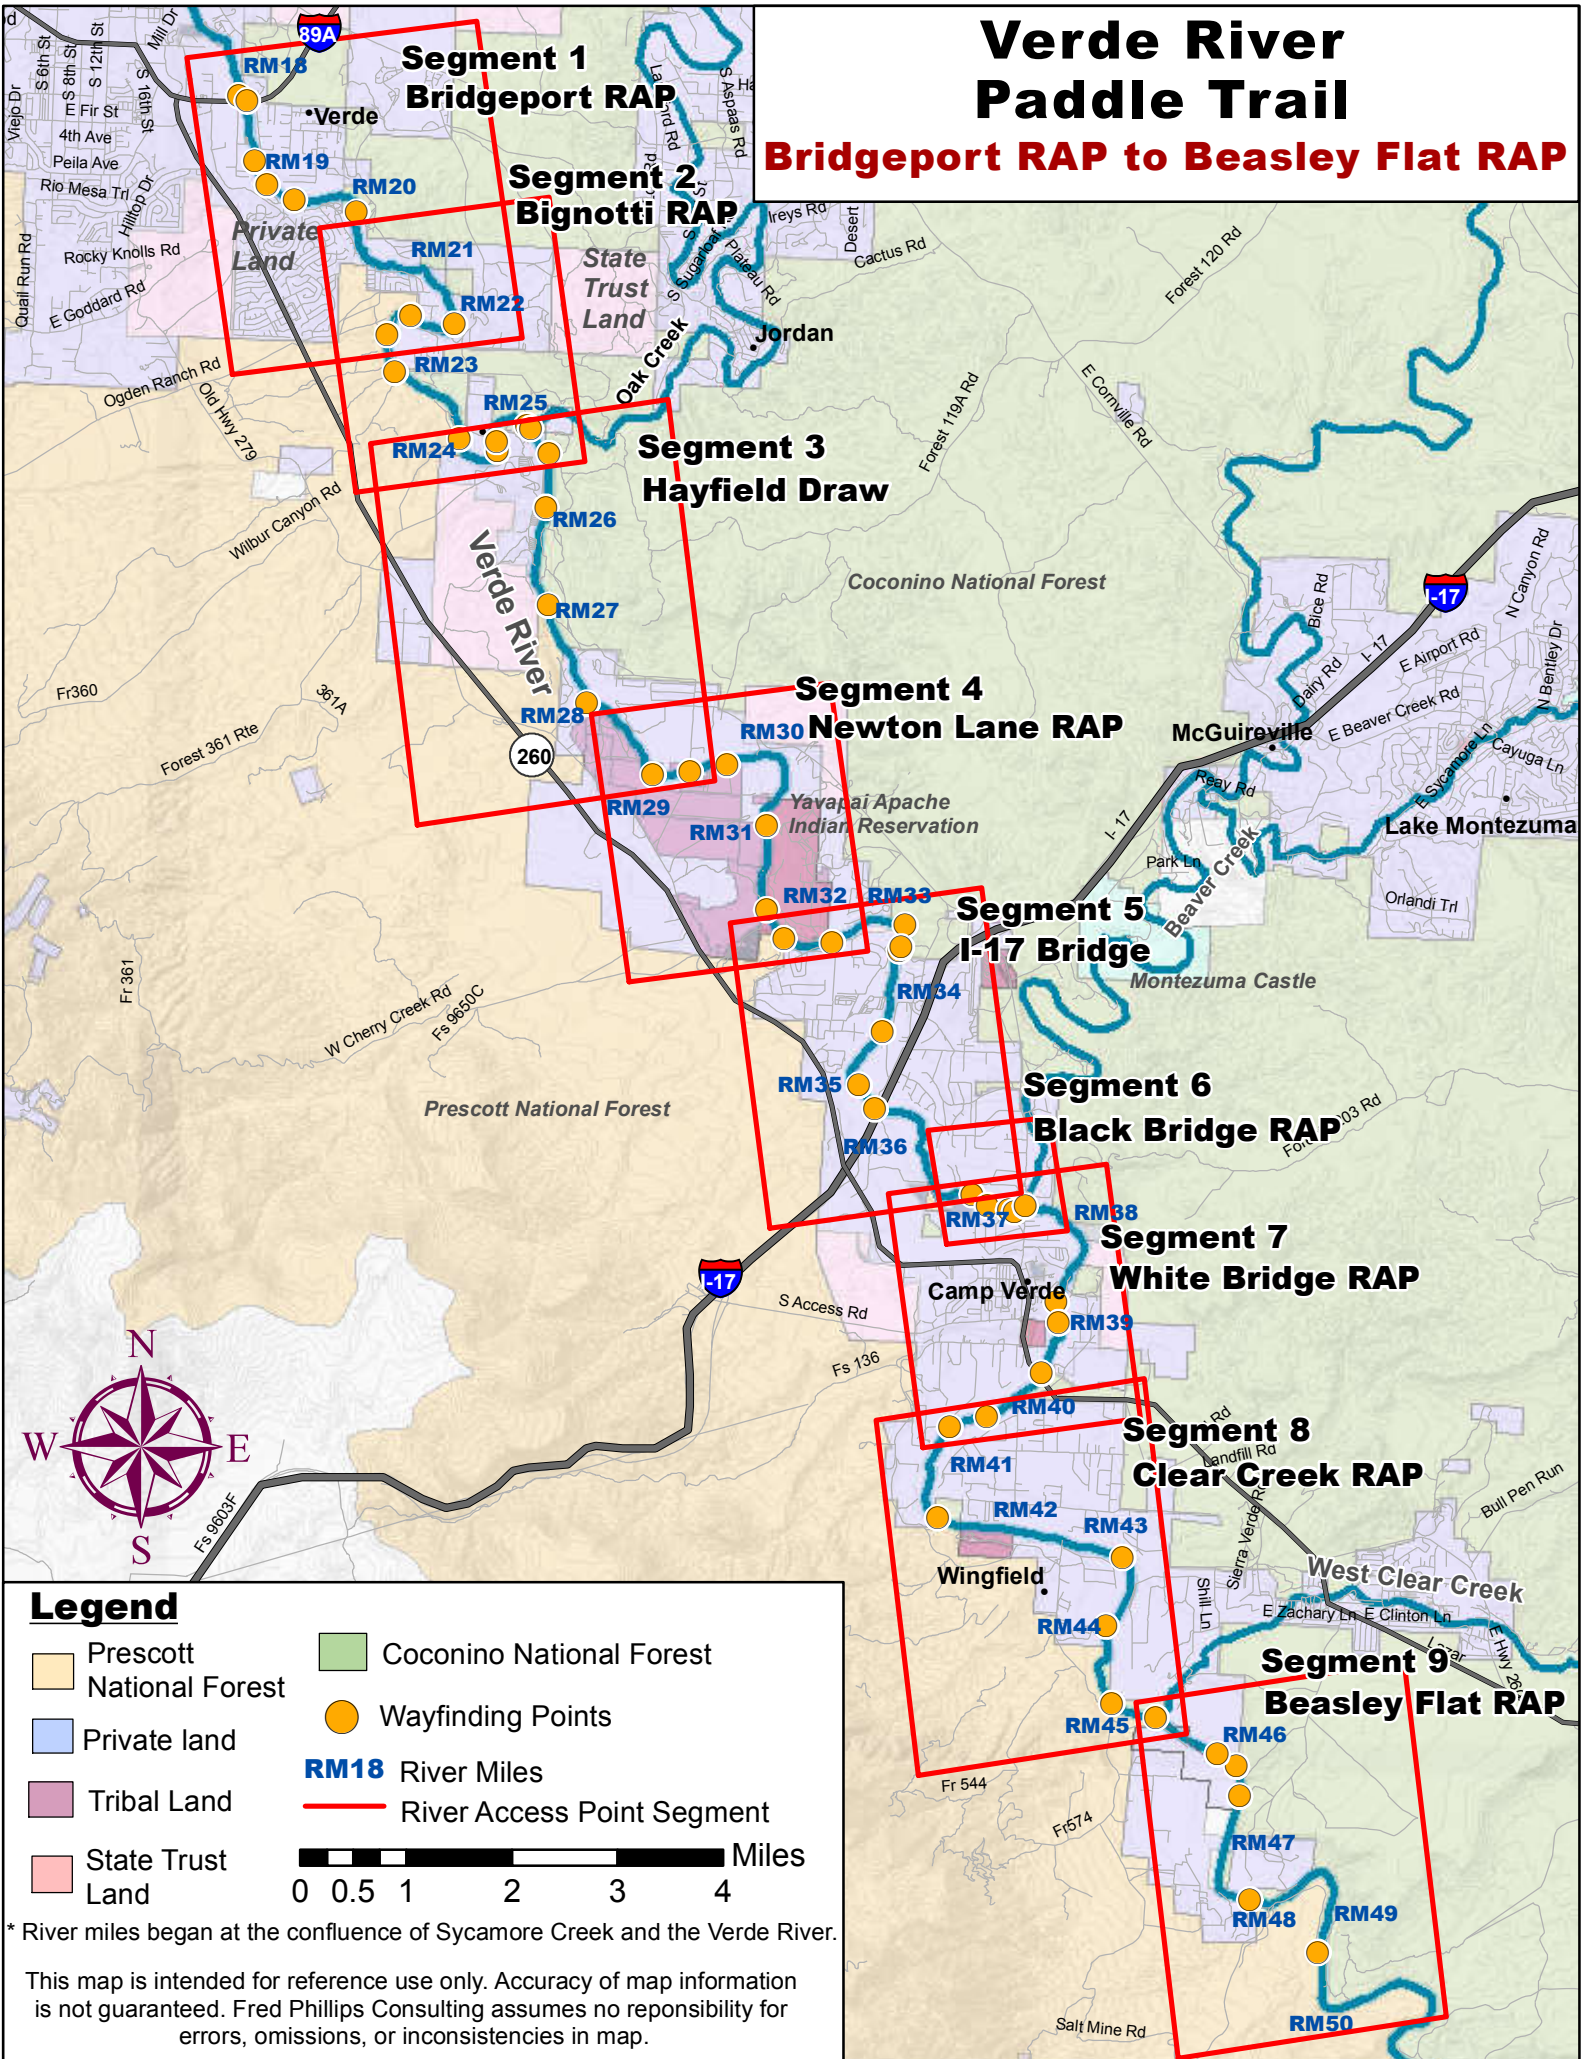 Verde River
Paddle Trail
Bridgeport RAP to Beasley Flat RAP
89A
Mill Dr
S 6th St
S 8th St
S 12th St
S 16th St
Viejo Dr
E Fir St
4th Ave
Peila Ave
Rio Mesa Trl
Hilltop Dr
Rocky Knolls Rd
Quail Run Rd
E Goddard Rd
RM18
Verde
Segment 1
Bridgeport RAP
S Aspaas Rd
RM19
RM20
Segment 2
Bignotti RAP
Private
Land
RM21
State
Trust
Land
S Sugarloaf
Plateau Rd
Ireys Rd
Desert
Cactus Rd
Forest 120 Rd
RM22
Jordan
Oak Creek
RM23
Ogden Ranch Rd
Old Hwy 279
RM25
RM24
Segment 3
Hayfield Draw
Forest 119A Rd
E Cornville Rd
Wilbur Canyon Rd
RM26
Verde River
Coconino National Forest
RM27
I-17
Bice Rd
N Canyon Rd
E Airport Rd
I- 17
Dairy Rd
E Beaver Creek Rd
N Bentley Dr
Fr360
361A
Forest 361 Rte
RM28
260
Segment 4
Newton Lane RAP
RM30
McGuireville
Cayuga Ln
E Sycamore Ln
Reay Rd
Lake Montezuma
RM29
RM31
Yavapai Apache
Indian Reservation
I- 17
Park Ln
Beaver Creek
Orlandi Trl
RM32
RM33
Segment 5
I-17 Bridge
Fr 361
W Cherry Creek Rd
Fs 9650C
RM34
Montezuma Castle
RM35
Prescott National Forest
Segment 6
Black Bridge RAP
RM36
RM37
RM38
Segment 7
White Bridge RAP
I-17
S Access Rd
Camp Verde
RM39
Fs 136
RM40
Segment 8
Clear Creek RAP
Landfill Rd
RM41
N
W
E
S
Fs 9603F
RM42
RM43
Sierra Verde Rd
Bull Pen Run
Wingfield
West Clear Creek
Shill Ln
E Zachary Ln
E Clinton Ln
RM44
Segment 9
Beasley Flat RAP
RM45
RM46
Fr 544
Fr574
RM47
RM48
RM49
RM50
Salt Mine Rd
Legend
Prescott
National Forest
Coconino National Forest
Wayfinding Points
Private land
RM18 River Miles
Tribal Land
River Access Point Segment
State Trust
Land
Miles
0 0.5 1 2 3 4
* River miles began at the confluence of Sycamore Creek and the Verde River.
This map is intended for reference use only. Accuracy of map information
is not guaranteed. Fred Phillips Consulting assumes no reponsibility for
errors, omissions, or inconsistencies in map.